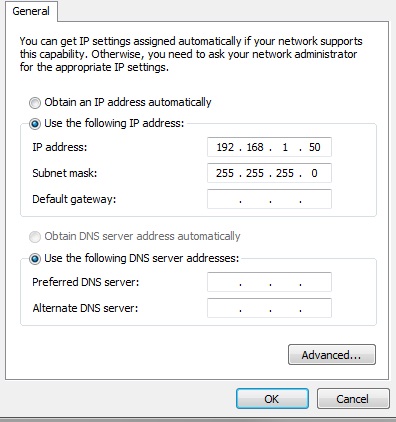 General
You can get IP settings assigned automatically if your network supports
this capability. Otherwise, you need to ask your network administrator
for the appropriate IP settings.
Obtain an IP address automatically
Use the following IP address:
IP address: 192 . 168 . 1 . 50
Subnet mask: 255 . 255 . 255 . 0
Default gateway: . . .
Obtain DNS server address automatically
Use the following DNS server addresses:
Preferred DNS server: . . .
Alternate DNS server: . . .
Advanced...
OK Cancel